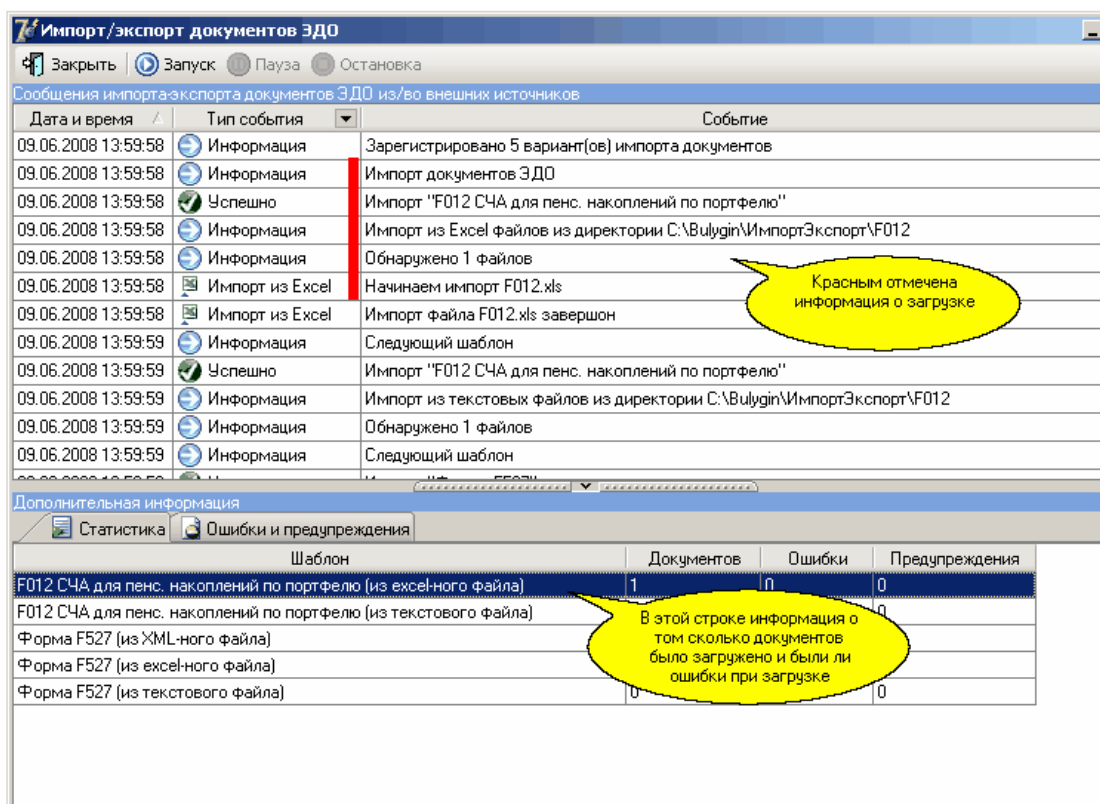 Импорт/экспорт документов ЭДО
Закрыть Запуск Пауза Остановка
Сообщения импорта-экспорта документов ЭДО из/во внешних источников
Дата и время Тип события Событие
09.06.2008 13:59:58 Информация Зарегистрировано 5 вариант(ов) импорта документов
09.06.2008 13:59:58 Информация Импорт документов ЭДО
09.06.2008 13:59:58 Успешно Импорт "F012 СЧА для пенс. накоплений по портфелю"
09.06.2008 13:59:58 Информация Импорт из Excel файлов из директории C:\Bulygin\ИмпортЭкспорт\F012
09.06.2008 13:59:58 Информация Обнаружено 1 файлов
09.06.2008 13:59:58 Импорт из Excel Начинаем импорт F012.xls
09.06.2008 13:59:58 Импорт из Excel Импорт файла F012.xls завершон
09.06.2008 13:59:59 Информация Следующий шаблон
09.06.2008 13:59:59 Успешно Импорт "F012 СЧА для пенс. накоплений по портфелю"
09.06.2008 13:59:59 Информация Импорт из текстовых файлов из директории C:\Bulygin\ИмпортЭкспорт\F012
09.06.2008 13:59:59 Информация Обнаружено 1 файлов
09.06.2008 13:59:59 Информация Следующий шаблон
Красным отмечена
информация о загрузке
Дополнительная информация
Статистика Ошибки и предупреждения
Шаблон Документов Ошибки Предупреждения
F012 СЧА для пенс. накоплений по портфелю (из excel-ного файла) 1 0 0
F012 СЧА для пенс. накоплений по портфелю (из текстового файла) 0
Форма F527 (из XML-ного файла)
Форма F527 (из excel-ного файла)
Форма F527 (из текстового файла) 0 0
В этой строке информация о
том сколько документов
было загружено и были ли
ошибки при загрузке